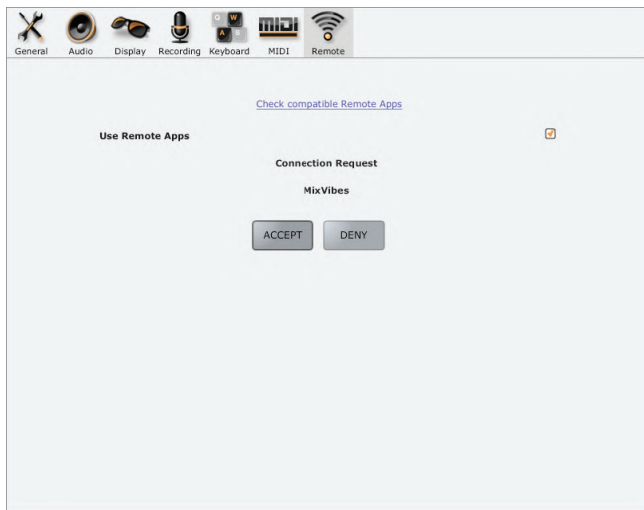 Q W
A S
miDi
General Audio Display Recording Keyboard MIDI Remote
Check compatible Remote Apps
Use Remote Apps
Connection Request
MixVibes
ACCEPT DENY